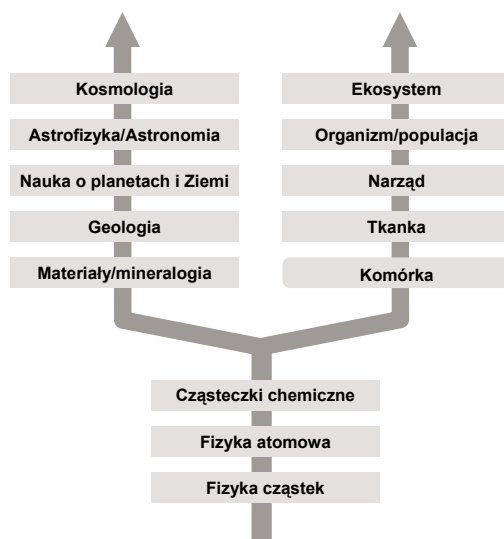 Kosmologia
Astrofizyka/Astronomia
Nauka o planetach i Ziemi
Geologia
Materiały/mineralogia
Ekosystem
Organizm/populacja
Narząd
Tkanka
Komórka
Cząsteczki chemiczne
Fizyka atomowa
Fizyka cząstek